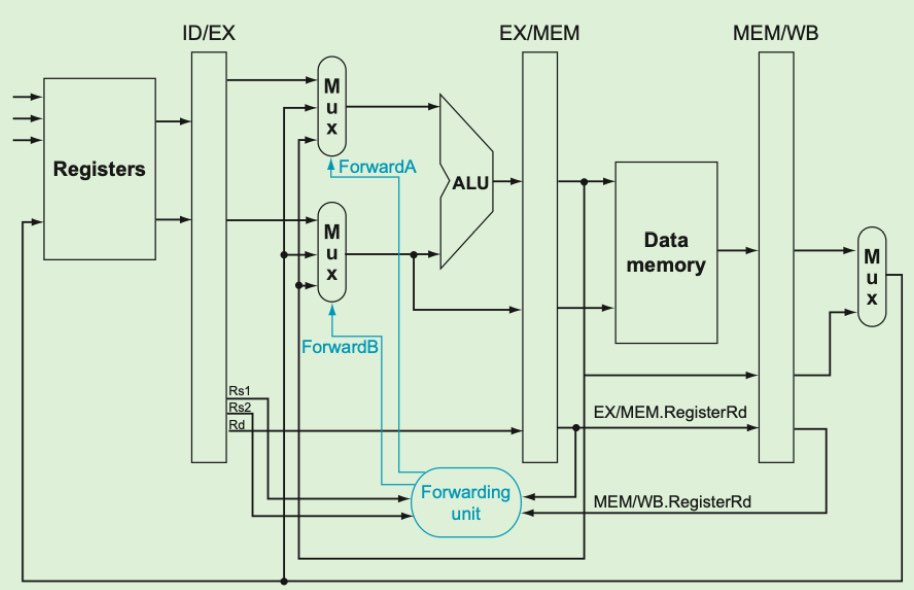 ID/EX
EX/MEM
MEM/WB
M
u
x
ForwardA
Registers
ALU
M
u
x
Data
memory
M
u
x
ForwardB
Rs1
Rs2
Rd
EX/MEM.RegisterRd
Forwarding
unit
MEM/WB.RegisterRd